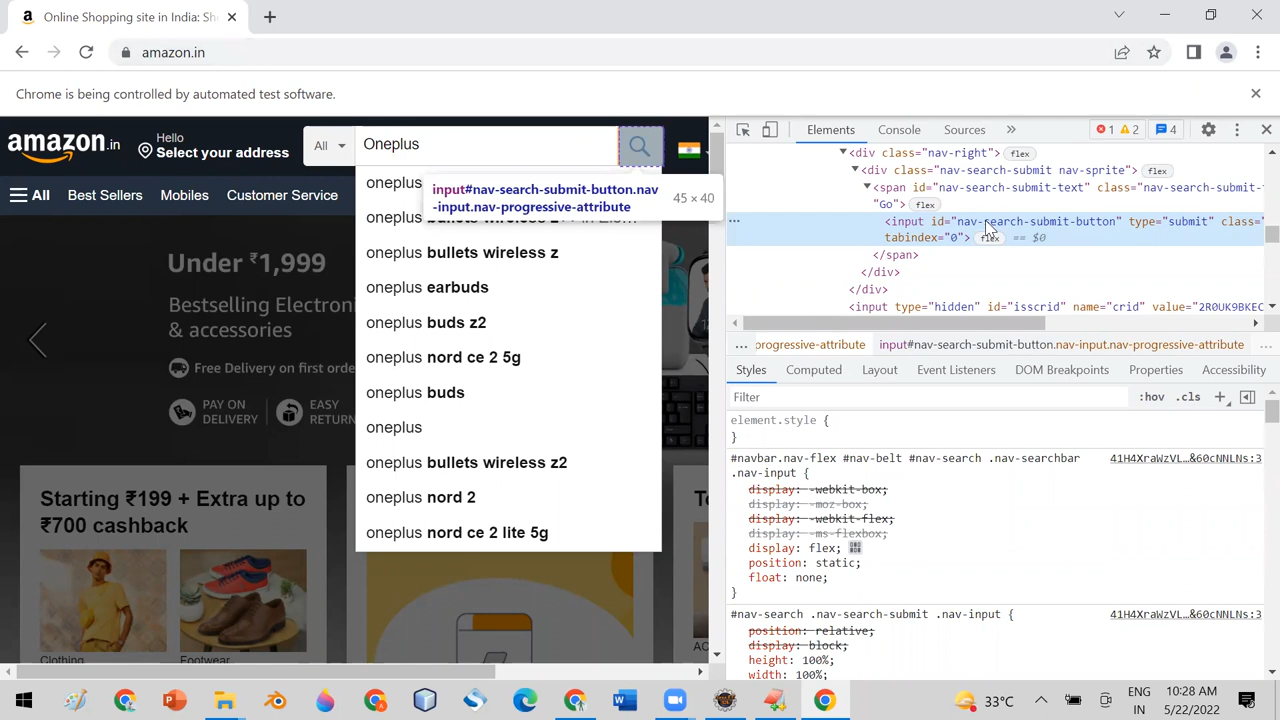 Online Shopping site in India: Sh
amazon.in
Chrome is being controlled by automated test software.
amazon.in
Hello
Select your address
All
Oneplus
All
Best Sellers
Mobiles
Customer
oneplus
oneplus bullets wireless z
oneplus bullets wireless z
oneplus earbuds
oneplus buds z2
oneplus nord ce 2 5g
oneplus buds
oneplus
oneplus bullets wireless z2
oneplus nord 2
oneplus nord ce 2 lite 5g
input#nav-search-submit-button.nav
-input.nav-progressive-attribute
45 × 40
Under ₹1,999
Bestselling Electroni
& accessories
Free Delivery on first orde
PAY ON
DELIVERY
EASY
RETURN
Starting ₹199 + Extra up to
₹700 cashback
Clothing
Footwear
To
AC
Elements
Console
Sources
1
2
4
<div class="nav-right">
flex
<div class="nav-search-submit nav-sprite">
flex
<span id="nav-search-submit-text" class="nav-search-
"Go">
flex
<input id="nav-search-submit-button" type="submit" class="
tabindex="0">
flex
== $0
</span>
</div>
</div>
<input type="hidden" id="isscrid" name="crid" value="2R0UK9BKEC
...
progressive-attribute
input#nav-search-submit-button.nav-input.nav-progressive-attribute
...
Styles
Computed
Layout
Event Listeners
DOM Breakpoints
Properties
Accessibility
Filter
:hov
.cls
element.style {
}
#navbar.nav-flex #nav-belt #nav-search .nav-searchbar
41H4XraWzVL…&60cNNLNs:3
.nav-input {
display: -webkit-box;
display: -moz-box;
display: -webkit-flex;
display: -ms-flexbox;
display: flex;
position: static;
float: none;
}
#nav-search .nav-search-submit .nav-input {
41H4XraWzVL…&60cNNLNs:3
position: relative;
display: block;
height: 100%;
width: 100%;
33°C
ENG
IN
10:28 AM
5/22/2022